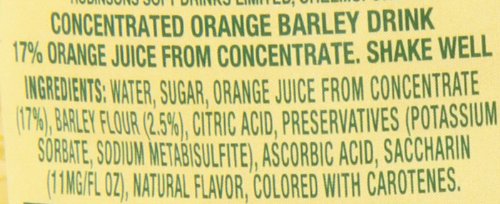 ROBINSONS SOFT DRINKS LIMITED,
CONCENTRATED ORANGE BARLEY DRINK
17% ORANGE JUICE FROM CONCENTRATE. SHAKE WELL
INGREDIENTS: WATER, SUGAR, ORANGE JUICE FROM CONCENTRATE
(17%), BARLEY FLOUR (2.5%), CITRIC ACID, PRESERVATIVES (POTASSIUM
SORBATE, SODIUM METABISULFITE), ASCORBIC ACID, SACCHARIN
(11MG/FL OZ), NATURAL FLAVOR, COLORED WITH CAROTENES.